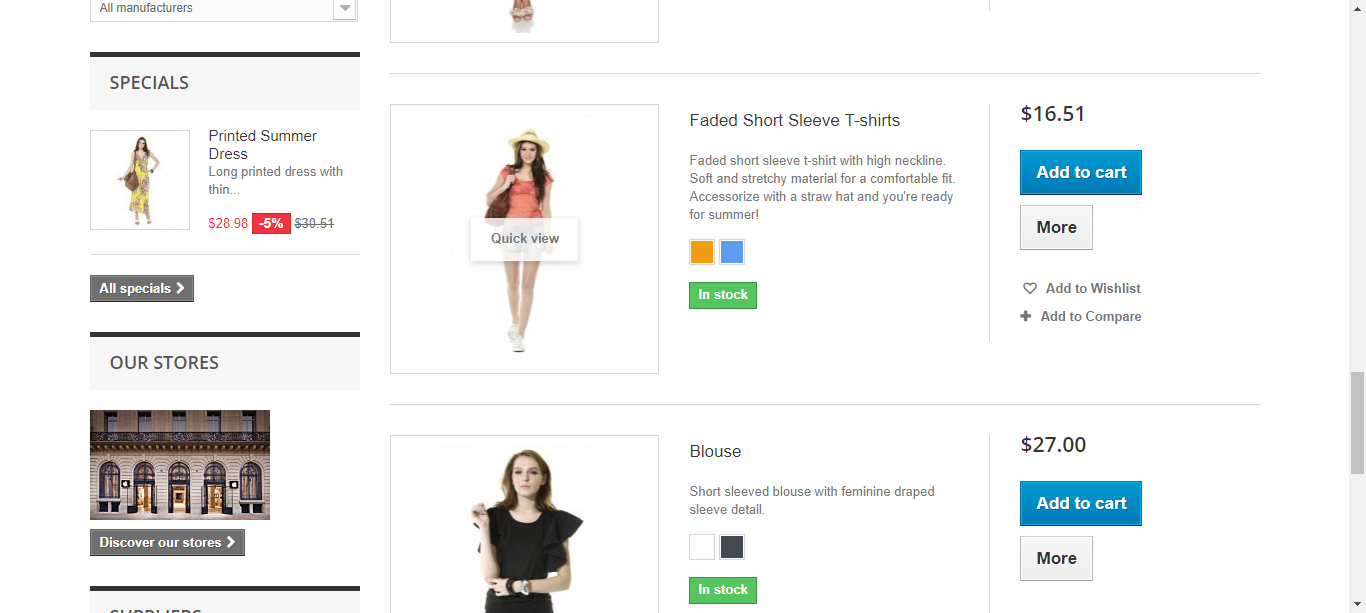 All manufacturers
SPECIALS
Printed Summer
Dress
Long printed dress with
thin...
$28.98 -5% $30.51
All specials
OUR STORES
Discover our stores
SUPPLIERS
Quick view
Faded Short Sleeve T-shirts
Faded short sleeve t-shirt with high neckline.
Soft and stretchy material for a comfortable fit.
Accessorize with a straw hat and you're ready
for summer!
In stock
$16.51
Add to cart
More
Add to Wishlist
Add to Compare
Blouse
Short sleeved blouse with feminine draped
sleeve detail.
In stock
$27.00
Add to cart
More